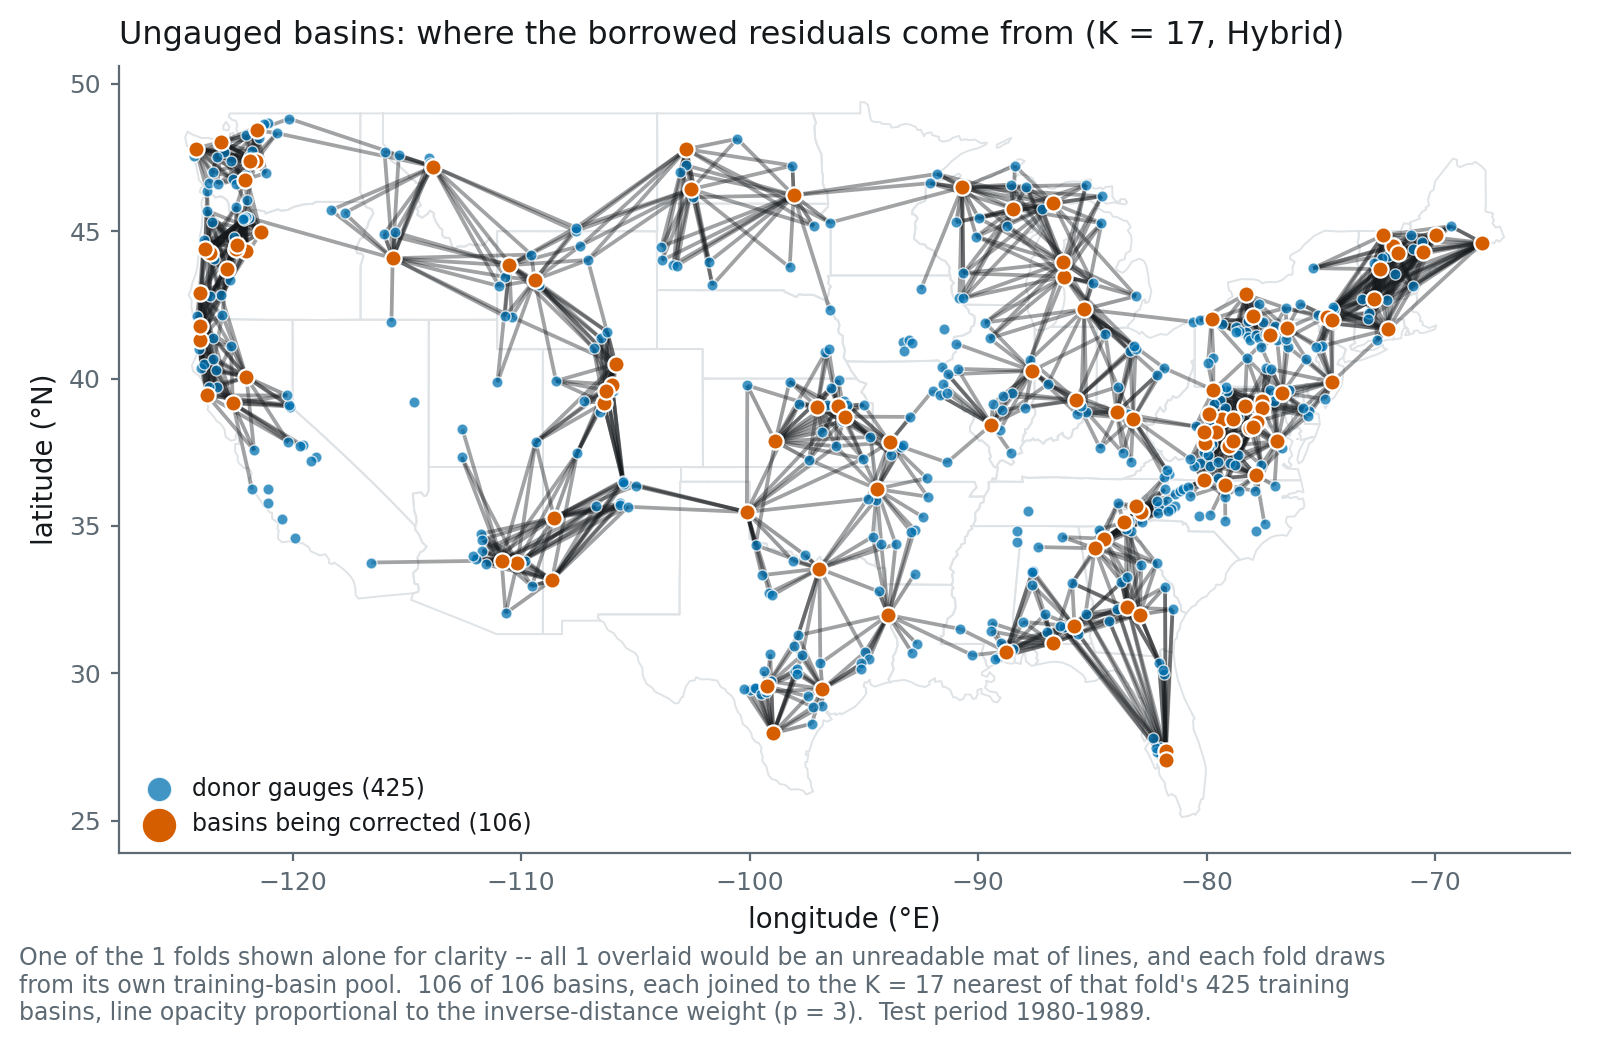 Ungauged basins: where the borrowed residuals come from (K = 17, Hybrid)
50
45
40
35
30
25
latitude (°N)
donor gauges (425)
basins being corrected (106)
−120
−110
−100
−90
−80
−70
longitude (°E)
One of the 1 folds shown alone for clarity -- all 1 overlaid would be an unreadable mat of lines, and each fold draws
from its own training-basin pool.  106 of 106 basins, each joined to the K = 17 nearest of that fold's 425 training
basins, line opacity proportional to the inverse-distance weight (p = 3).  Test period 1980-1989.